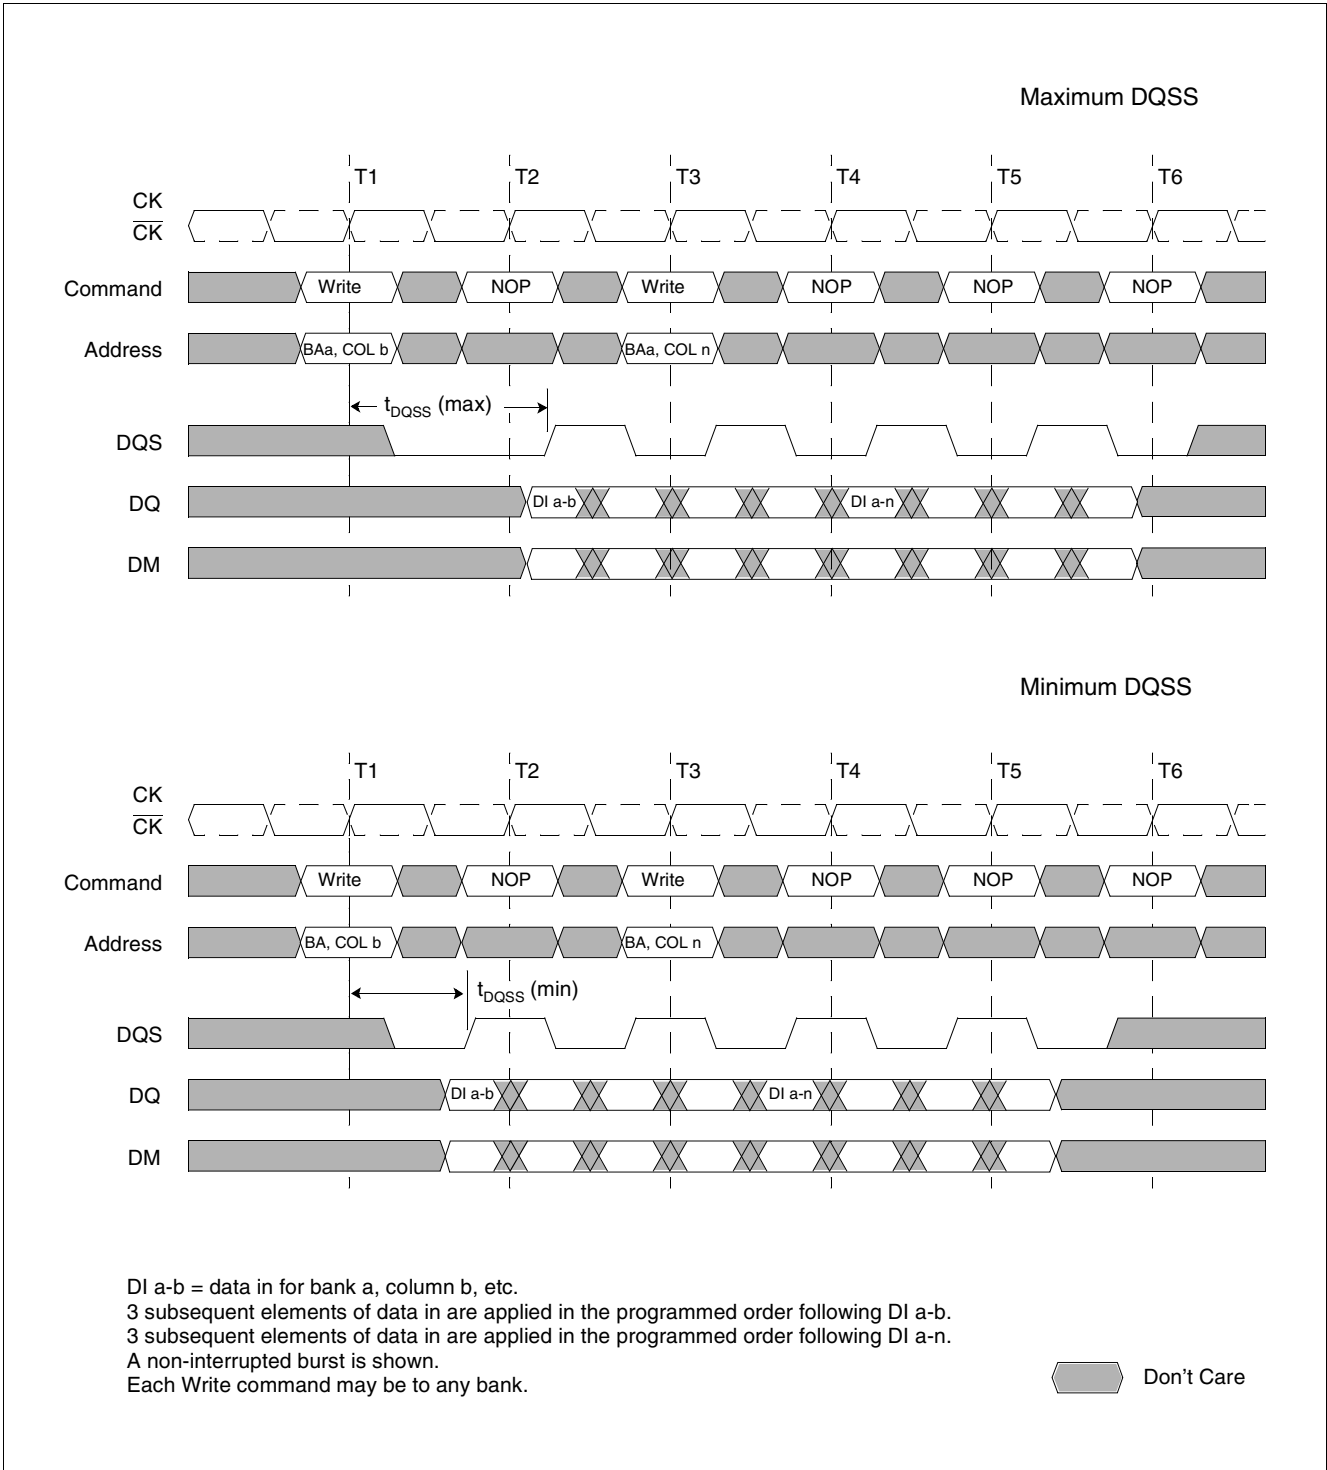 Maximum DQSS
T1 T2 T3 T4 T5 T6
CK
CK
Command Write NOP Write NOP NOP NOP
Address BAa, COL b BAa, COL n
tDQSS (max)
DQS
DQ DI a-b DI a-n
DM
Minimum DQSS
T1 T2 T3 T4 T5 T6
CK
CK
Command Write NOP Write NOP NOP NOP
Address BA, COL b BA, COL n
tDQSS (min)
DQS
DQ DI a-b DI a-n
DM
DI a-b = data in for bank a, column b, etc.
3 subsequent elements of data in are applied in the programmed order following DI a-b.
3 subsequent elements of data in are applied in the programmed order following DI a-n.
A non-interrupted burst is shown.
Each Write command may be to any bank.
Don't Care